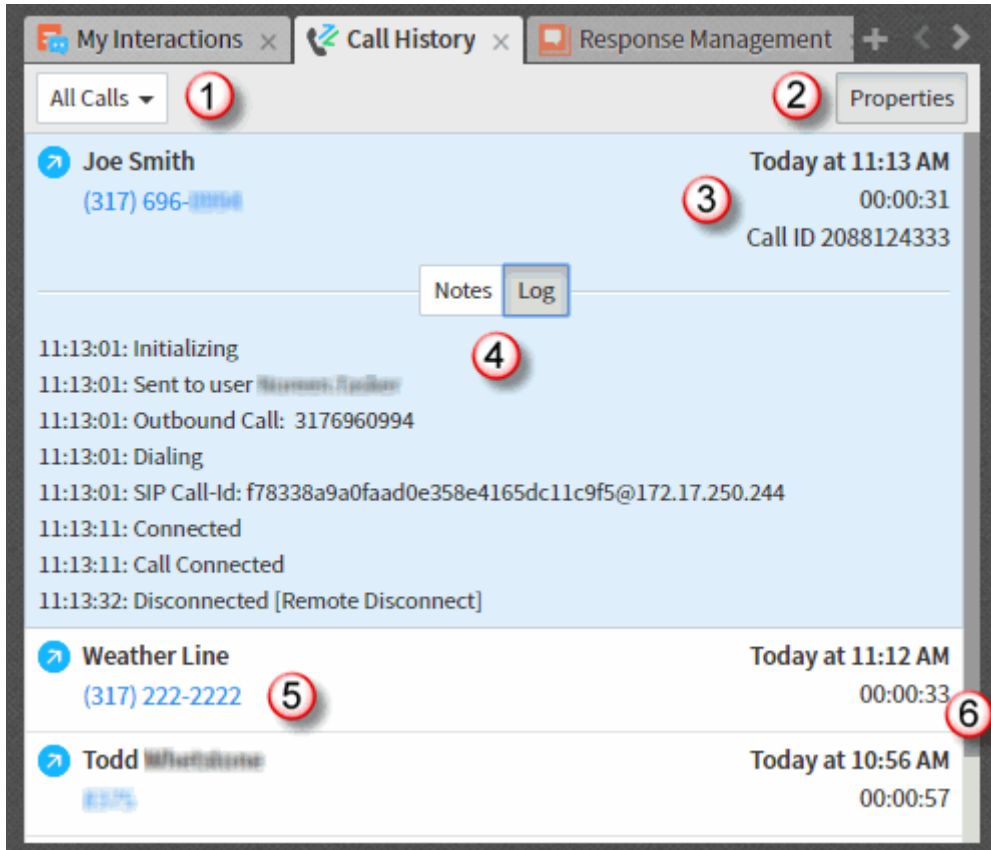 My Interactions × Call History × Response Management + < >
All Calls 1 2 Properties
Joe Smith Today at 11:13 AM
(317) 696- 3 00:00:31
Call ID 2088124333
Notes Log
4
11:13:01: Initializing
11:13:01: Sent to user
11:13:01: Outbound Call: 3176960994
11:13:01: Dialing
11:13:01: SIP Call-Id: f78338a9a0faad0e358e4165dc11c9f5@172.17.250.244
11:13:11: Connected
11:13:11: Call Connected
11:13:32: Disconnected [Remote Disconnect]
Weather Line Today at 11:12 AM
(317) 222-2222 5 00:00:33 6
Todd Today at 10:56 AM
00:00:57